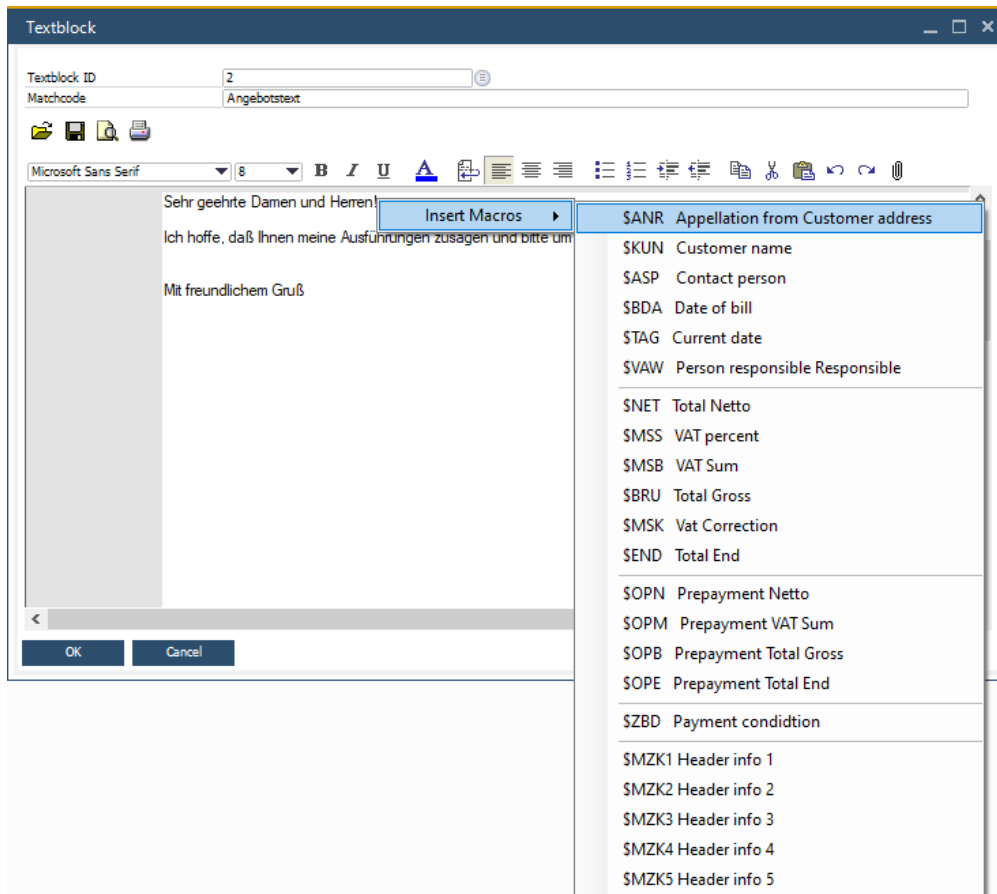 Textblock
Textblock ID 2
Matchcode Angebotstext
Microsoft Sans Serif 8 B I U A
Sehr geehrte Damen und Herren!
Ich hoffe, daß Ihnen meine Ausführungen zusagen und bitte um
Mit freundlichem Gruß
Insert Macros
$ANR Appellation from Customer address
$KUN Customer name
$ASP Contact person
$BDA Date of bill
$TAG Current date
$VAW Person responsible Responsible
$NET Total Netto
$MSS VAT percent
$MSB VAT Sum
$BRU Total Gross
$MSK Vat Correction
$END Total End
$OPN Prepayment Netto
$OPM Prepayment VAT Sum
$OPB Prepayment Total Gross
$OPE Prepayment Total End
$ZBD Payment condidtion
$MZK1 Header info 1
$MZK2 Header info 2
$MZK3 Header info 3
$MZK4 Header info 4
$MZK5 Header info 5
OK Cancel